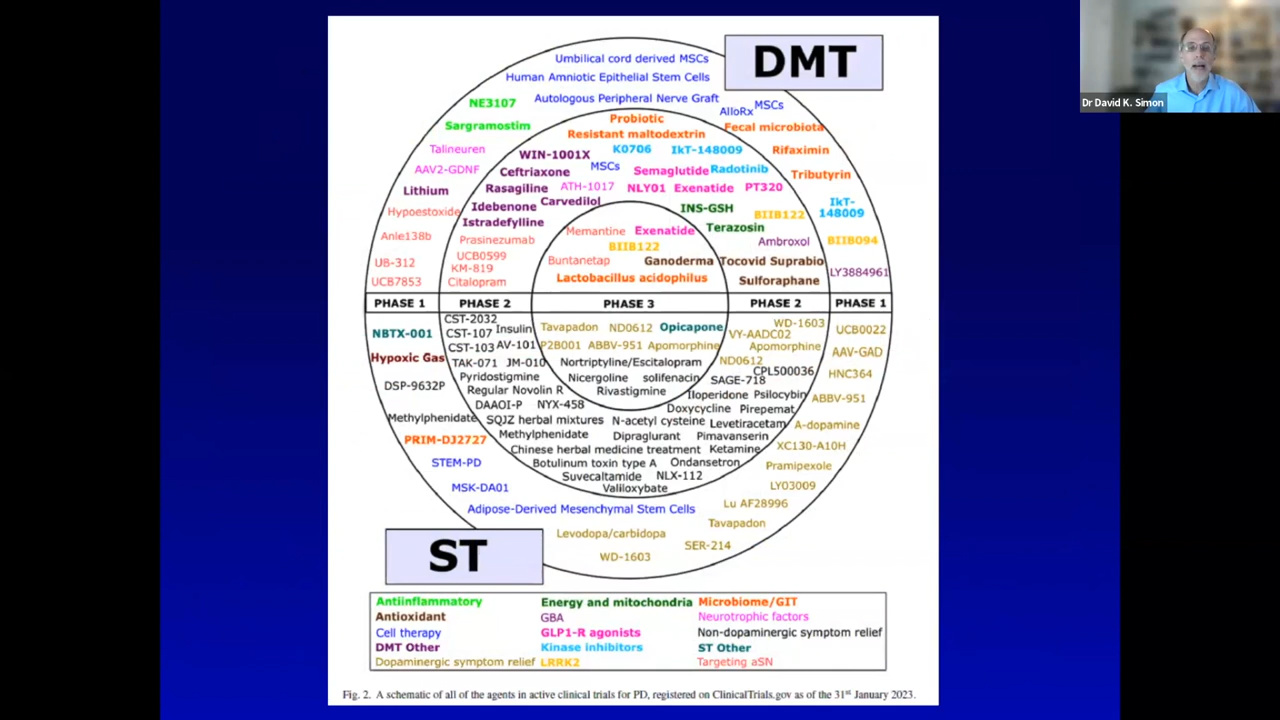 DMT
Umbilical cord derived MSCs
Human Amniotic Epithelial Stem Cells
Autologous Peripheral Nerve Graft
NE3107
Sargramostim
AlloRx MSCs
Probiotic
Fecal microbiota
Resistant maltodextrin
Talineuren
WIN-1001X
K0706
IkT-148009
Rifaximin
AAV2-GDNF
Ceftriaxone
MSCs
Semaglutide
Radotinib
Tributyrin
Lithium
Rasagiline
ATH-1017
NLY01
Exenatide
PT320
Hypoestoxide
Idebenone
Carvedilol
INS-GSH
BIIB122
IkT-
148009
Istradefylline
Terazosin
Anle138b
Prasinezumab
Memantine
Exenatide
Ambroxol
BIIB094
BIIB122
UB-312
UCB0599
KM-819
Buntanetap
Ganoderma
Tocovid Suprabio
LY3884961
UCB7853
Citalopram
Lactobacillus acidophilus
Sulforaphane
PHASE 1
PHASE 2
PHASE 3
PHASE 2
PHASE 1
NBTX-001
CST-2032
CST-107
Insulin
Tavapadon
ND0612
Opicapone
WD-1603
VY-AADC02
UCB0022
CST-103
AV-101
P2B001
ABBV-951
Apomorphine
Apomorphine
AAV-GAD
Hypoxic Gas
TAK-071
JM-010
Nortriptyline/Escitalopram
ND0612
CPL500036
HNC364
DSP-9632P
Pyridostigmine
Nicergoline
solifenacin
SAGE-718
Regular Novolin R
Rivastigmine
Iloperidone
Psilocybin
ABBV-951
DAAOI-P
NYX-458
Doxycycline
Pirepemat
Methylphenidate
SQJZ herbal mixtures
N-acetyl cysteine
Levetiracetam
A-dopamine
PRIM-DJ2727
Methylphenidate
Dipraglurant
Pimavanserin
XC130-A10H
Chinese herbal medicine treatment
Ketamine
STEM-PD
Botulinum toxin type A
Ondansetron
Pramipexole
Suvecaltamide
NLX-112
MSK-DA01
Valiloxybate
LY03009
Adipose-Derived Mesenchymal Stem Cells
Lu AF28996
Tavapadon
Levodopa/carbidopa
SER-214
WD-1603
ST
Antiinflammatory
Energy and mitochondria
Microbiome/GIT
Antioxidant
GBA
Neurotrophic factors
Cell therapy
GLP1-R agonists
Non-dopaminergic symptom relief
DMT Other
Kinase inhibitors
ST Other
Dopaminergic symptom relief
LRRK2
Targeting aSN
Fig. 2. A schematic of all of the agents in active clinical trials for PD, registered on ClinicalTrials.gov as of the 31st January 2023.
Dr David K. Simon